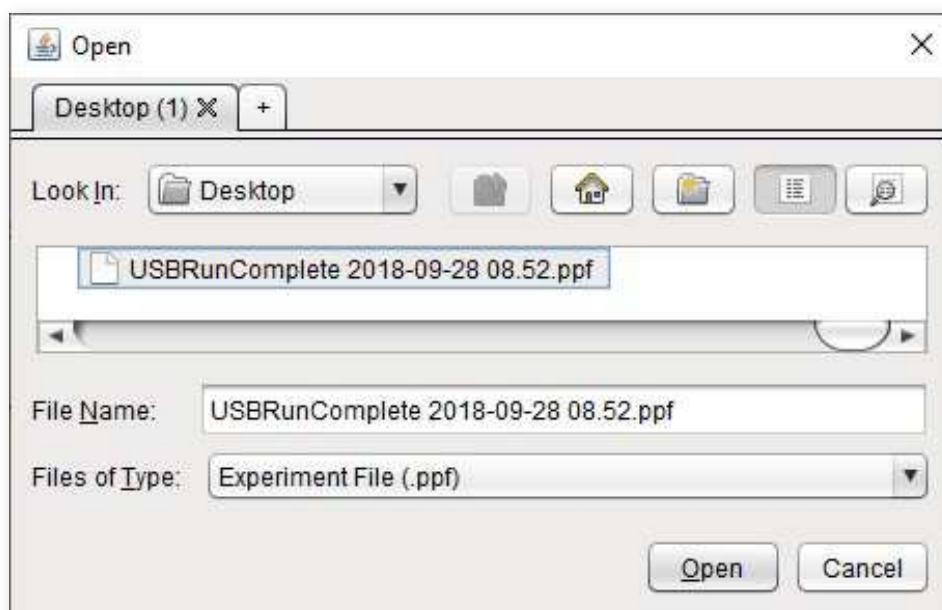 Open
Desktop (1) +
Look In: Desktop
USBRunComplete 2018-09-28 08.52.ppf
File Name: USBRunComplete 2018-09-28 08.52.ppf
Files of Type: Experiment File (.ppf)
Open Cancel